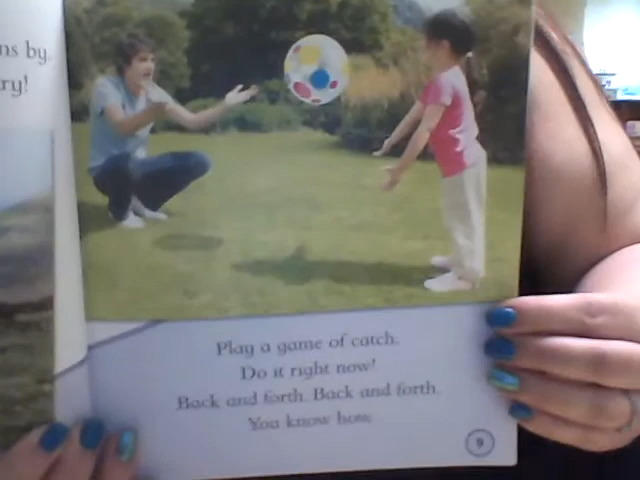 ns by.
ry!
Play a game of catch.
Do it right now!
Back and forth. Back and forth.
You know how.
9